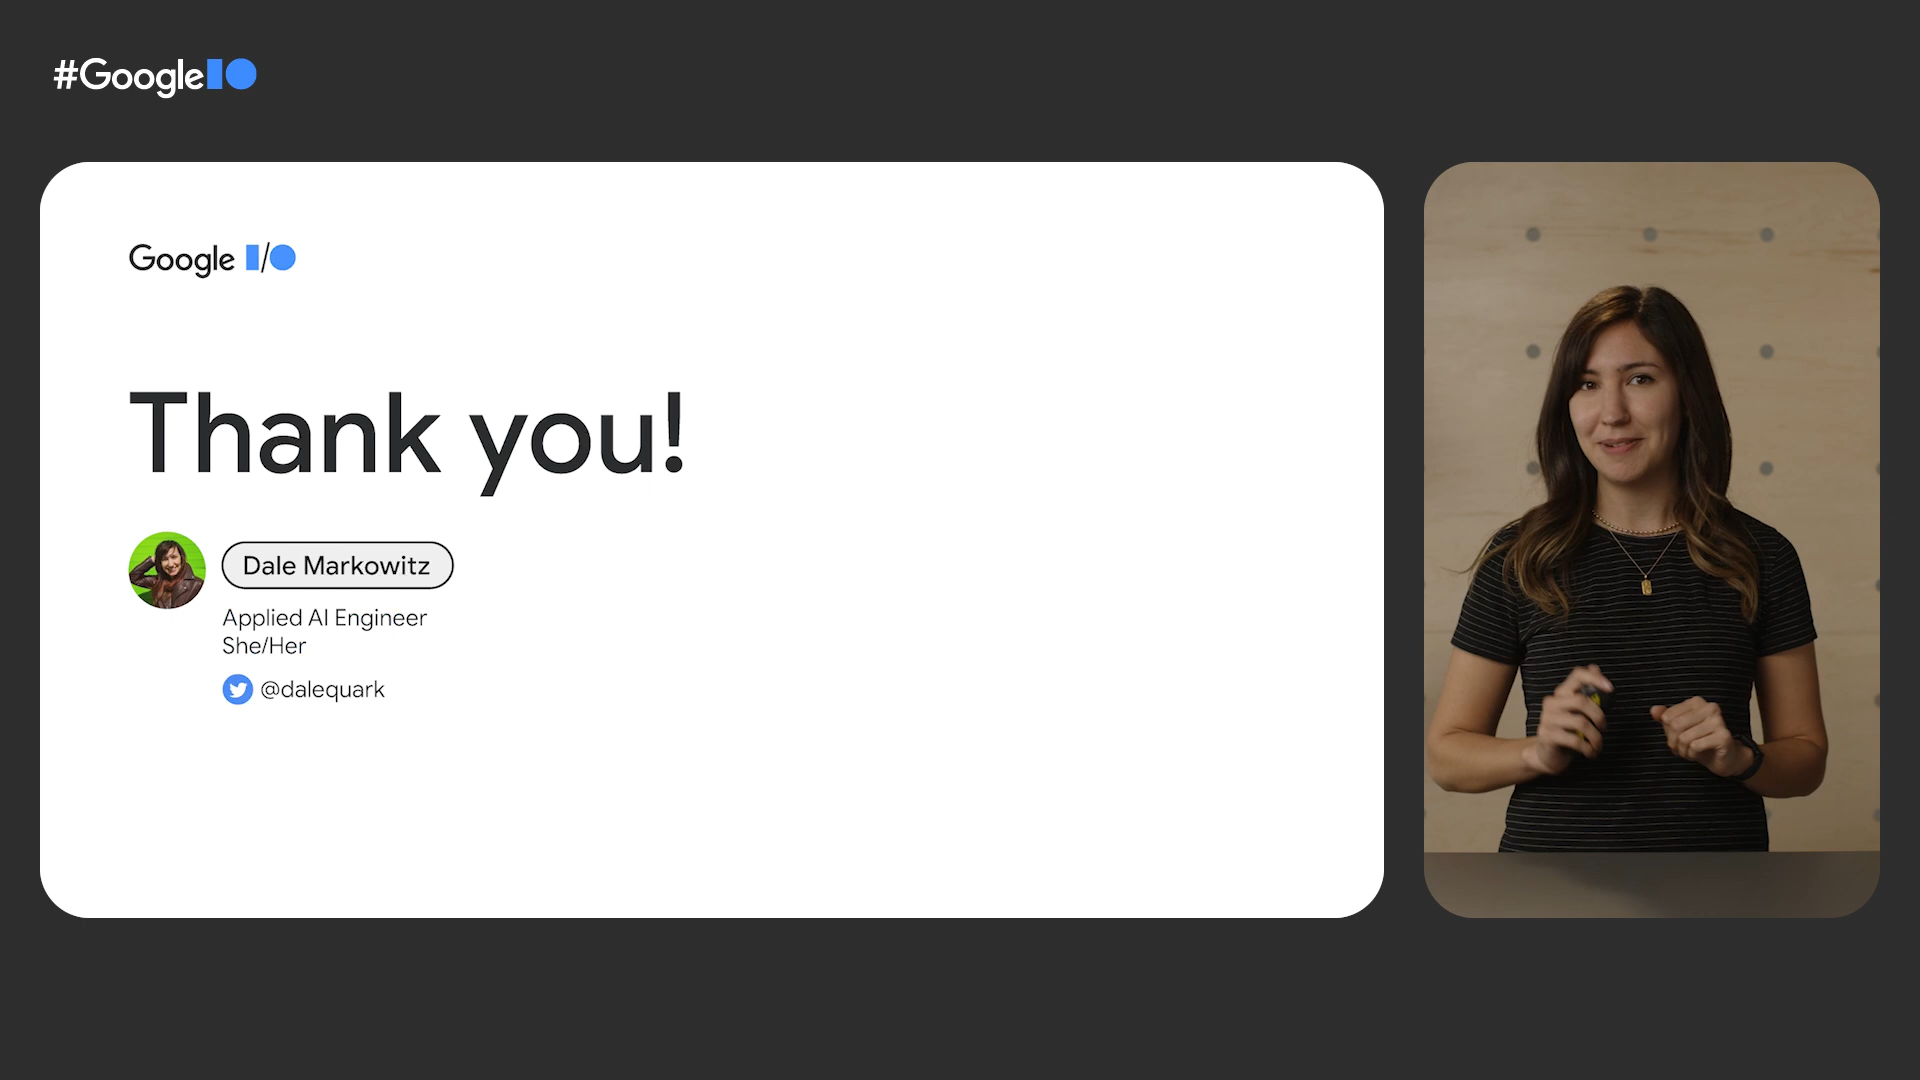 #GoogleIO
Google I/O
Thank you!
Dale Markowitz
Applied AI Engineer
She/Her
@dalequark